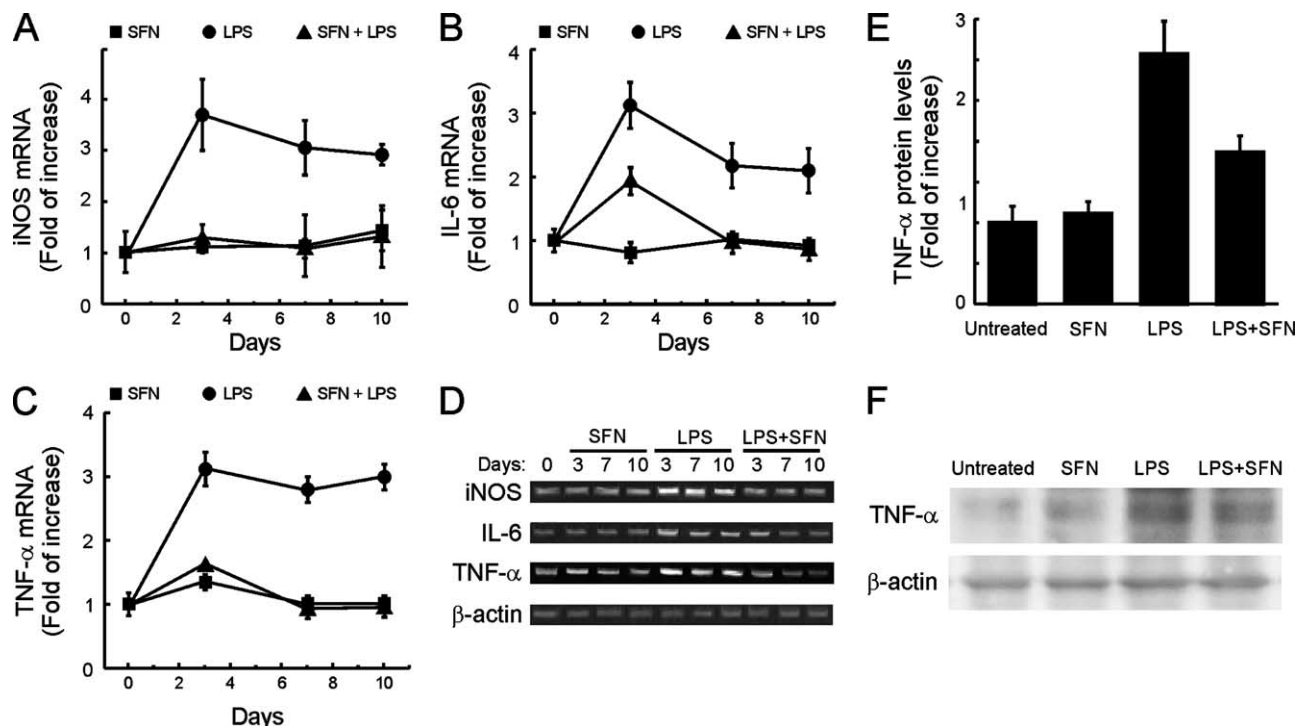 A
■ SFN ● LPS ▲ SFN + LPS
iNOS mRNA
(Fold of increase)
4
3
2
1
0
0 2 4 6 8 10
Days
B
■ SFN ● LPS ▲ SFN + LPS
IL-6 mRNA
(Fold of increase)
4
3
2
1
0
0 2 4 6 8 10
Days
E
TNF-α protein levels
(Fold of increase)
3
2
2
1
1
3
Untreated SFN LPS LPS+SFN
C
■ SFN ● LPS ▲ SFN + LPS
TNF-α mRNA
(Fold of increase)
4
3
2
1
0
0 2 4 6 8 10
Days
D
SFN LPS LPS+SFN
Days: 0 3 7 10 3 7 10 3 7 10
iNOS
IL-6
TNF-α
β-actin
F
Untreated SFN LPS LPS+SFN
TNF-α
β-actin